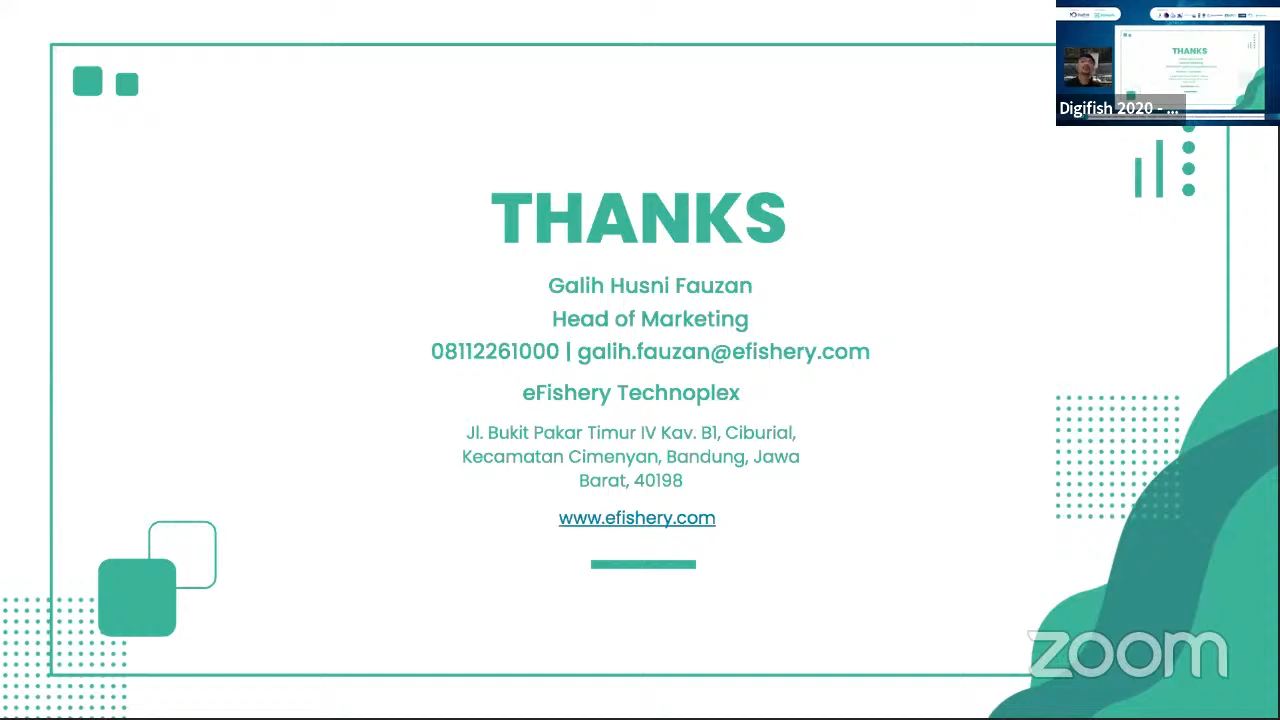 Digifish 2020 - ...
THANKS
THANKS
Galih Husni Fauzan
Head of Marketing
08112261000 | galih.fauzan@efishery.com
eFishery Technoplex
Jl. Bukit Pakar Timur IV Kav. B1, Ciburial,
Kecamatan Cimenyan, Bandung, Jawa
Barat, 40198
www.efishery.com
zoom